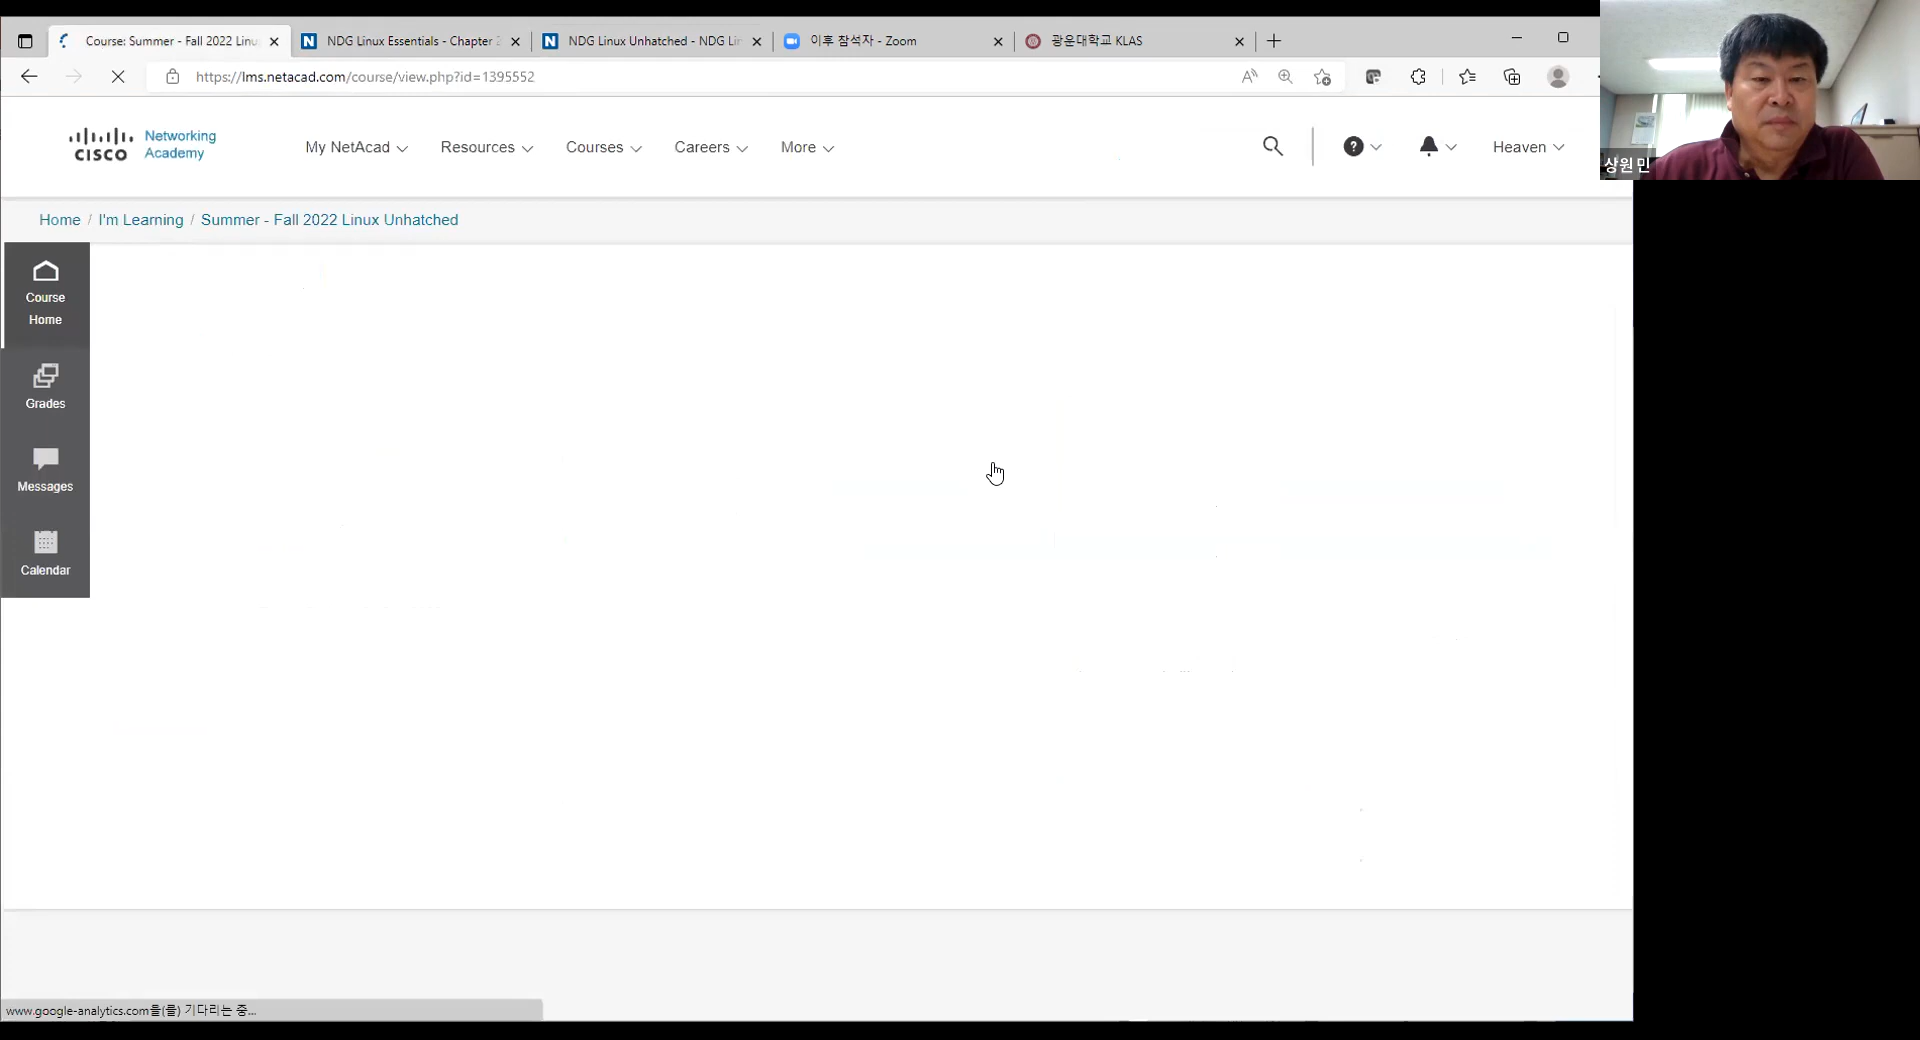 Course: Summer - Fall 2022 Linu
NDG Linux Essentials - Chapter 2
NDG Linux Unhatched - NDG Lin
이후 참석자 - Zoom
광운대학교 KLAS
https://lms.netacad.com/course/view.php?id=1395552
CISCO
Networking
Academy
My NetAcad
Resources
Courses
Careers
More
Heaven
상원 민
Home / I'm Learning / Summer - Fall 2022 Linux Unhatched
Course
Home
Grades
Messages
Calendar
www.google-analytics.com을(를) 기다리는 중...